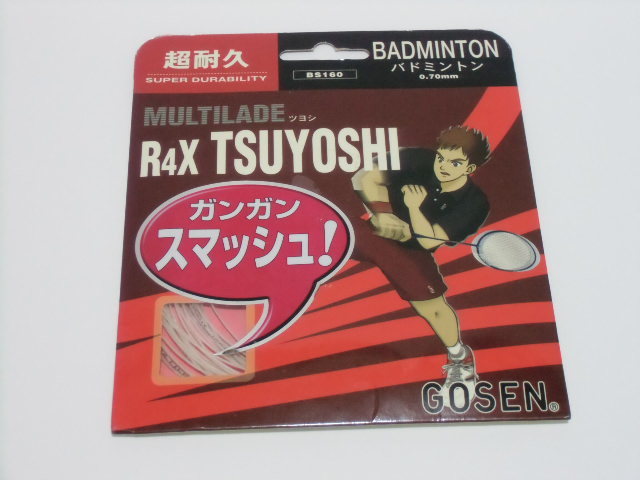 超耐久
SUPER DURABILITY
BS160
BADMINTON
バドミントン
0.70mm
MULTILADE ツヨシ
R4X TSUYOSHI
ガンガン
スマッシュ!
GOSEN®